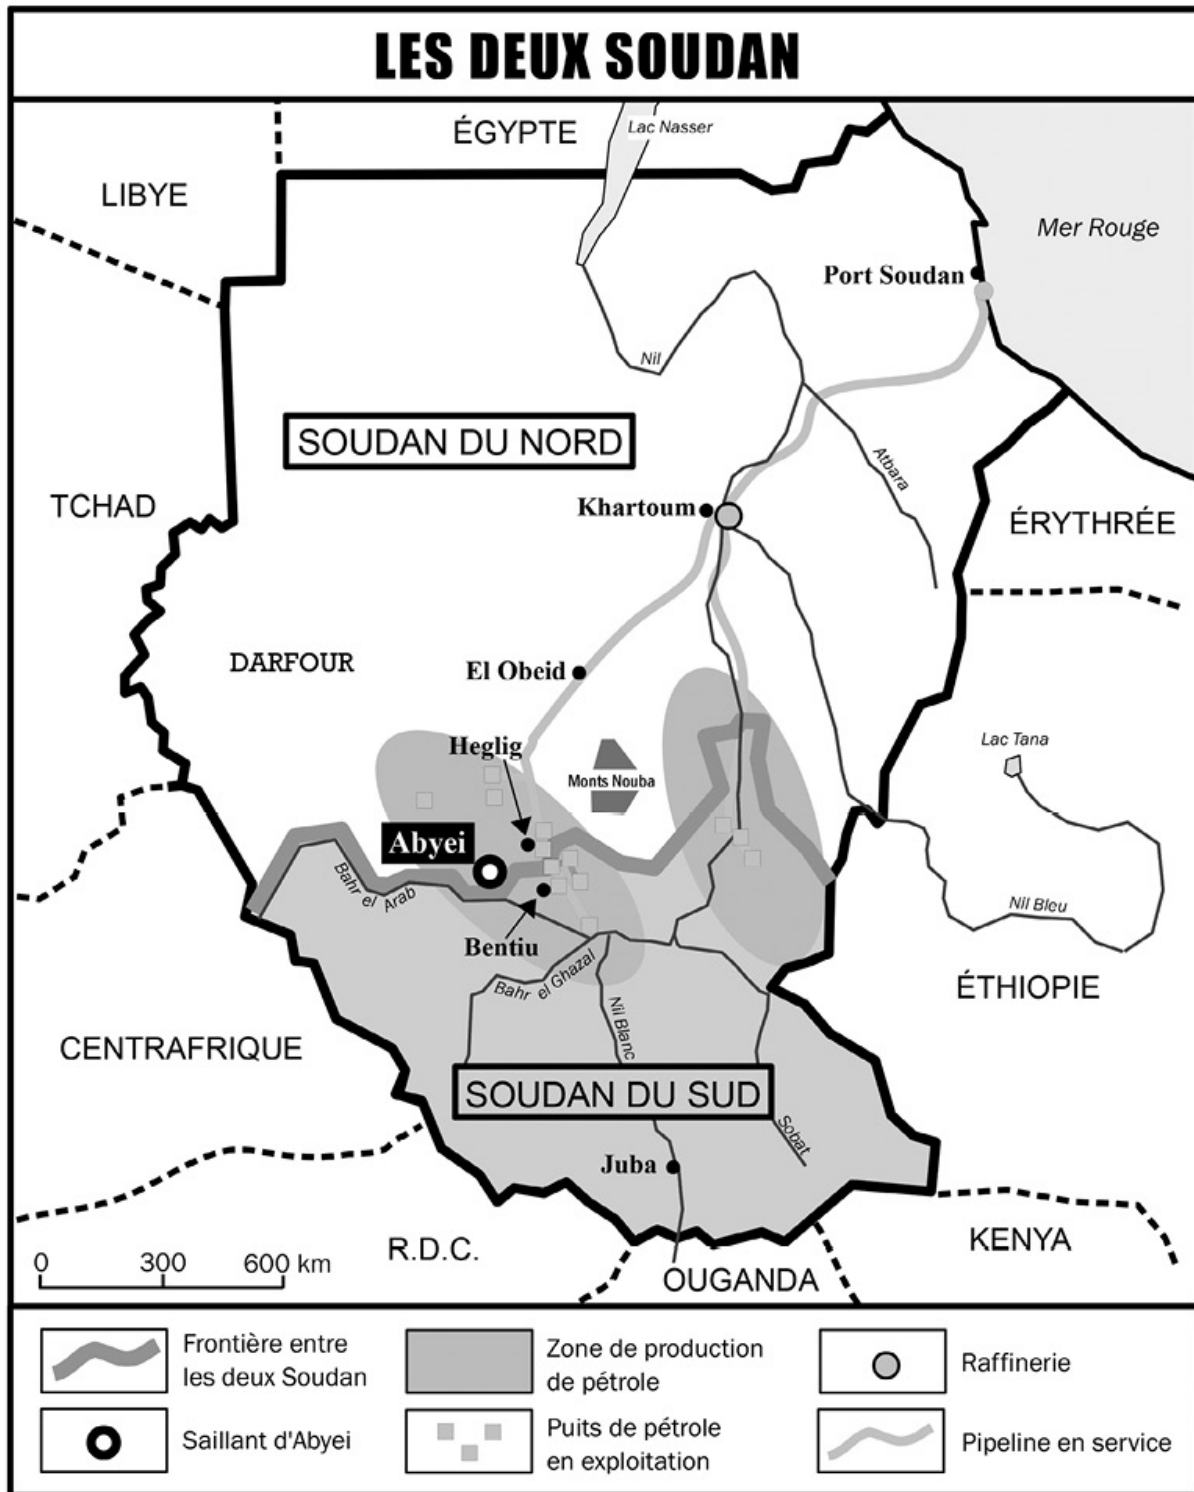 LES DEUX SOUDAN
ÉGYPTE
Lac Nasser
LIBYE
Mer Rouge
Port Soudan
Nil
SOUDAN DU NORD
Atbara
TCHAD
Khartoum
ÉRYTHRÉE
DARFOUR
El Obeid
Heglig
Lac Tana
Monts Nouba
Abyei
Bahr el Arab
Nil Bleu
Bentiu
Bahr el Ghazal
ÉTHIOPIE
Nil Blanc
CENTRAFRIQUE
SOUDAN DU SUD
Sobat
Juba
R.D.C.
KENYA
0 300 600 km
OUGANDA
Frontière entre
les deux Soudan
Zone de production
de pétrole
Raffinerie
Saillant d'Abyei
Puits de pétrole
en exploitation
Pipeline en service